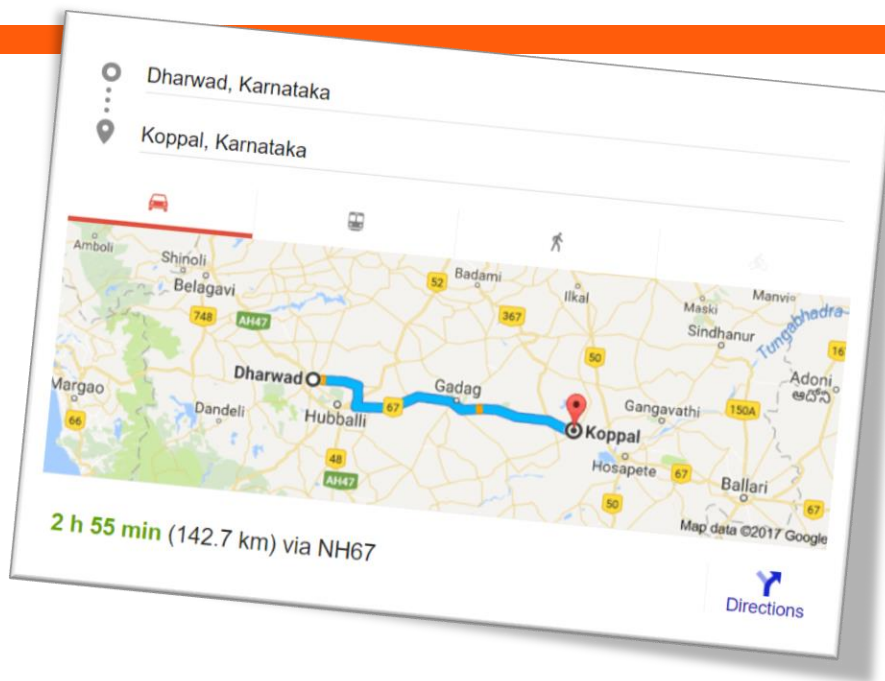 Dharwad, Karnataka
Koppal, Karnataka
Amboli
Shinoli
Belagavi
52
Badami
Ilkal
Maski
Manvi
748
AH47
367
Sindhanur
Tungabhadra
16
50
Dharwad
Gadag
Adoni
ఆదోని
Margao
Dandeli
Hubballi
67
Gangavathi
150A
66
Koppal
48
Hosapete
67
Ballari
AH47
50
67
Map data ©2017 Google
2 h 55 min (142.7 km) via NH67
Directions